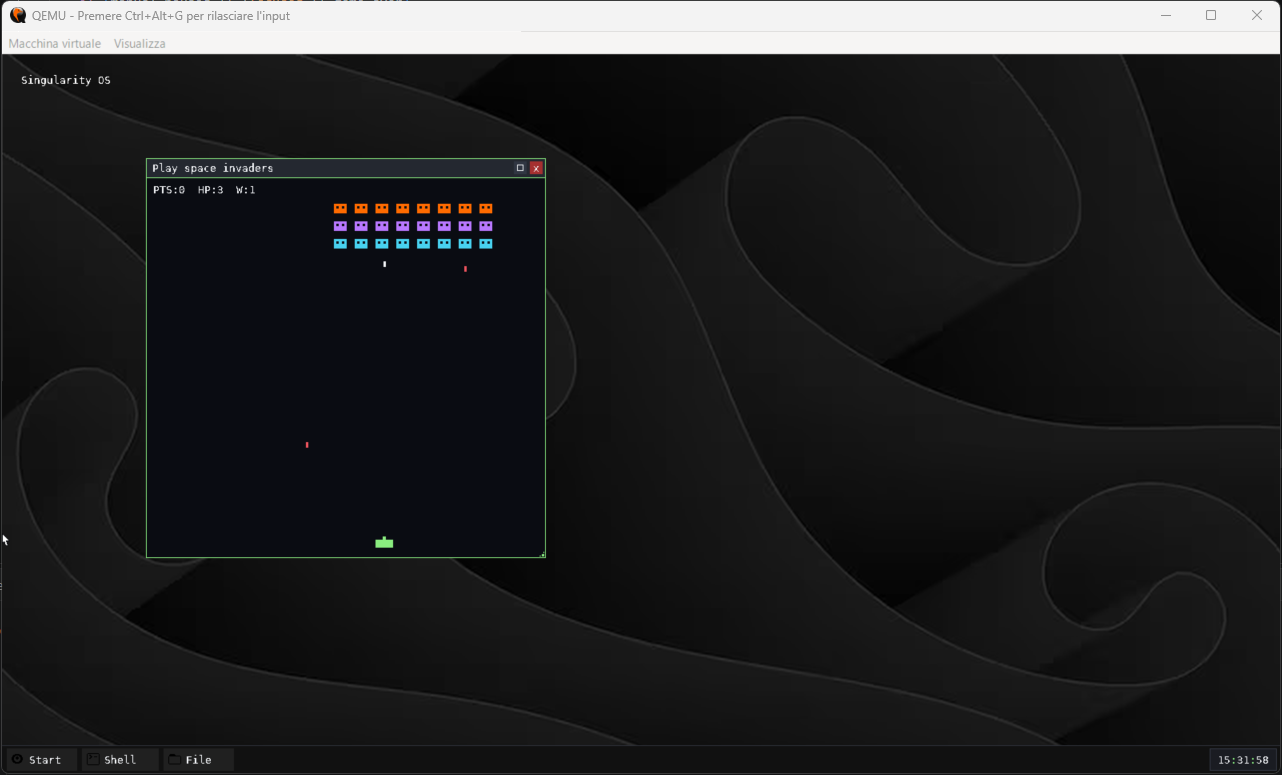 QEMU - Premere Ctrl+Alt+G per rilasciare l'input
Macchina virtuale Visualizza
Singularity OS
Play space invaders
x
PTS:0 HP:3 W:1
Start Shell File 15:31:58